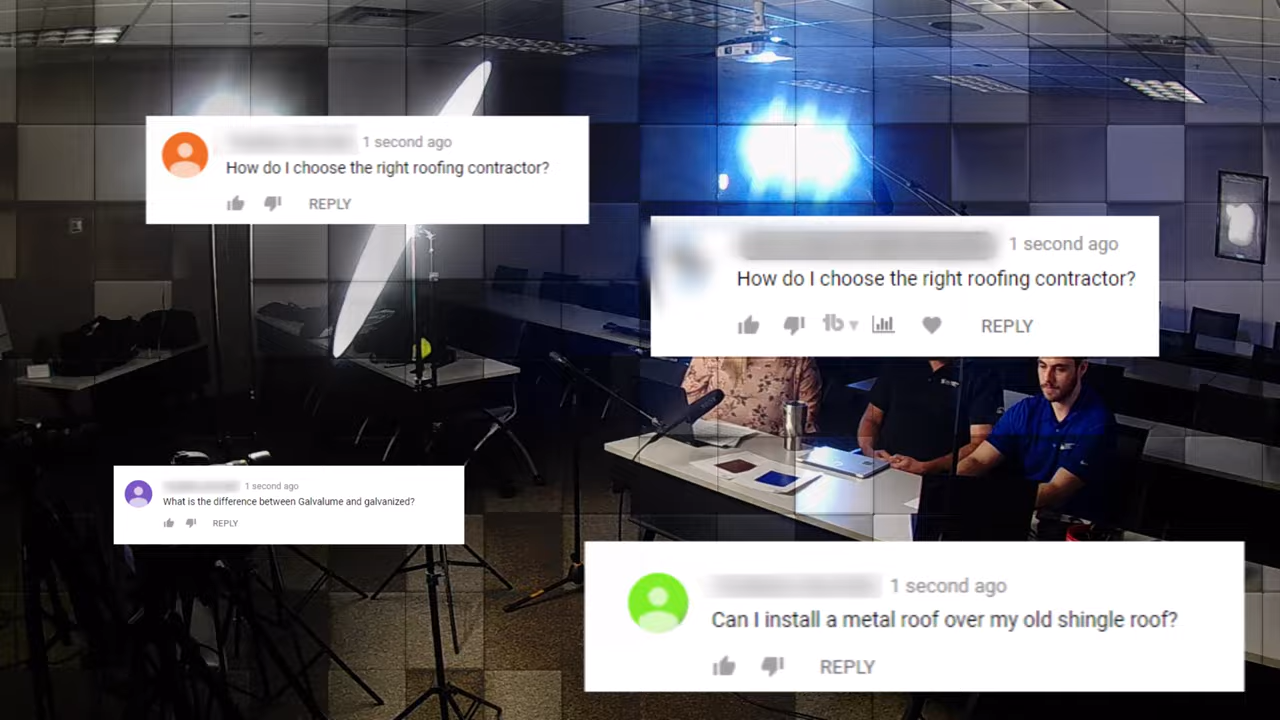 1 second ago
How do I choose the right roofing contractor?
REPLY
1 second ago
How do I choose the right roofing contractor?
REPLY
1 second ago
What is the difference between Galvalume and galvanized?
REPLY
1 second ago
Can I install a metal roof over my old shingle roof?
REPLY